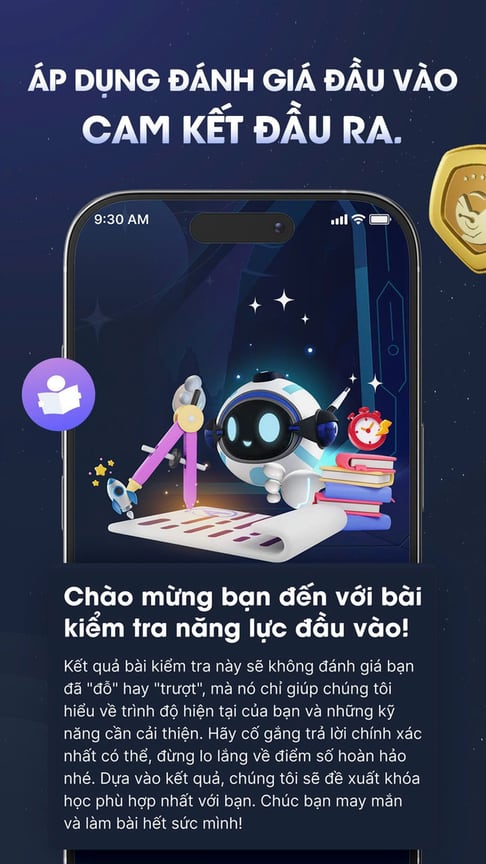 ÁP DỤNG ĐÁNH GIÁ ĐẦU VÀO
CAM KẾT ĐẦU RA.
9:30 AM
Chào mừng bạn đến với bài
kiểm tra năng lực đầu vào!
Kết quả bài kiểm tra này sẽ không đánh giá bạn
đã "đỗ" hay "trượt", mà nó chỉ giúp chúng tôi
hiểu về trình độ hiện tại của bạn và những kỹ
năng cần cải thiện. Hãy cố gắng trả lời chính xác
nhất có thể, đừng lo lắng về điểm số hoàn hảo
nhé. Dựa vào kết quả, chúng tôi sẽ đề xuất khóa
học phù hợp nhất với bạn. Chúc bạn may mắn
và làm bài hết sức mình!